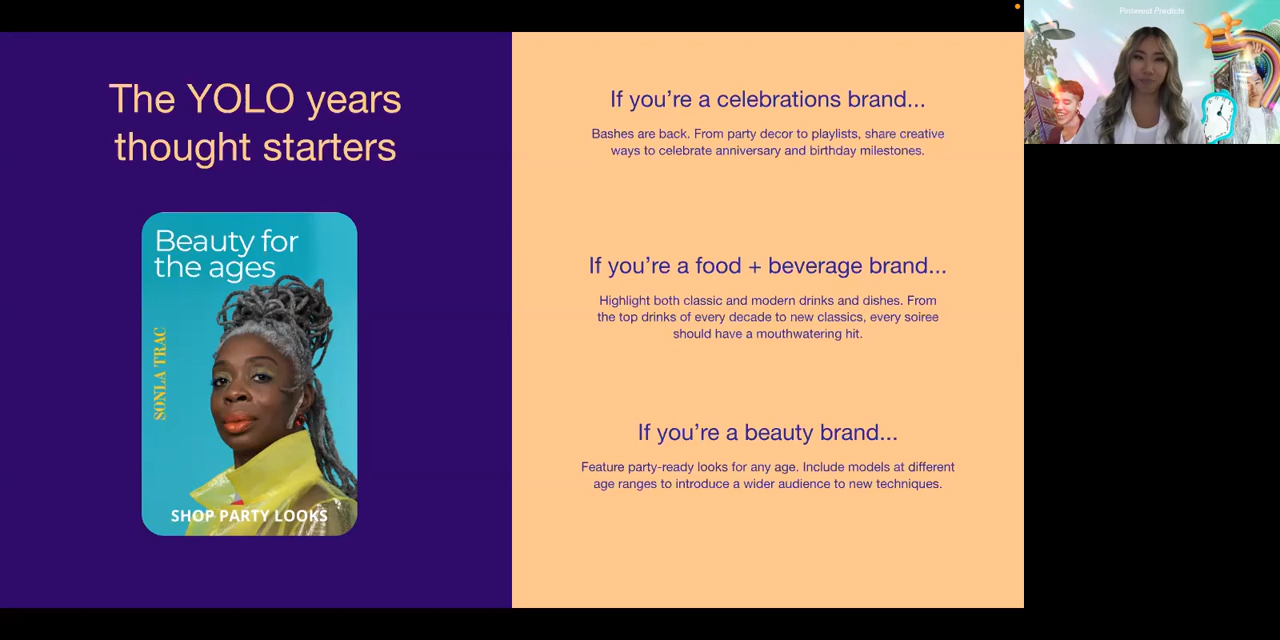 The YOLO years
thought starters
Beauty for
the ages
SONLA TRAC
SHOP PARTY LOOKS
If you’re a celebrations brand...
Bashes are back. From party decor to playlists, share creative
ways to celebrate anniversary and birthday milestones.
If you’re a food + beverage brand...
Highlight both classic and modern drinks and dishes. From
the top drinks of every decade to new classics, every soiree
should have a mouthwatering hit.
If you’re a beauty brand...
Feature party-ready looks for any age. Include models at different
age ranges to introduce a wider audience to new techniques.
Pinterest Predicts